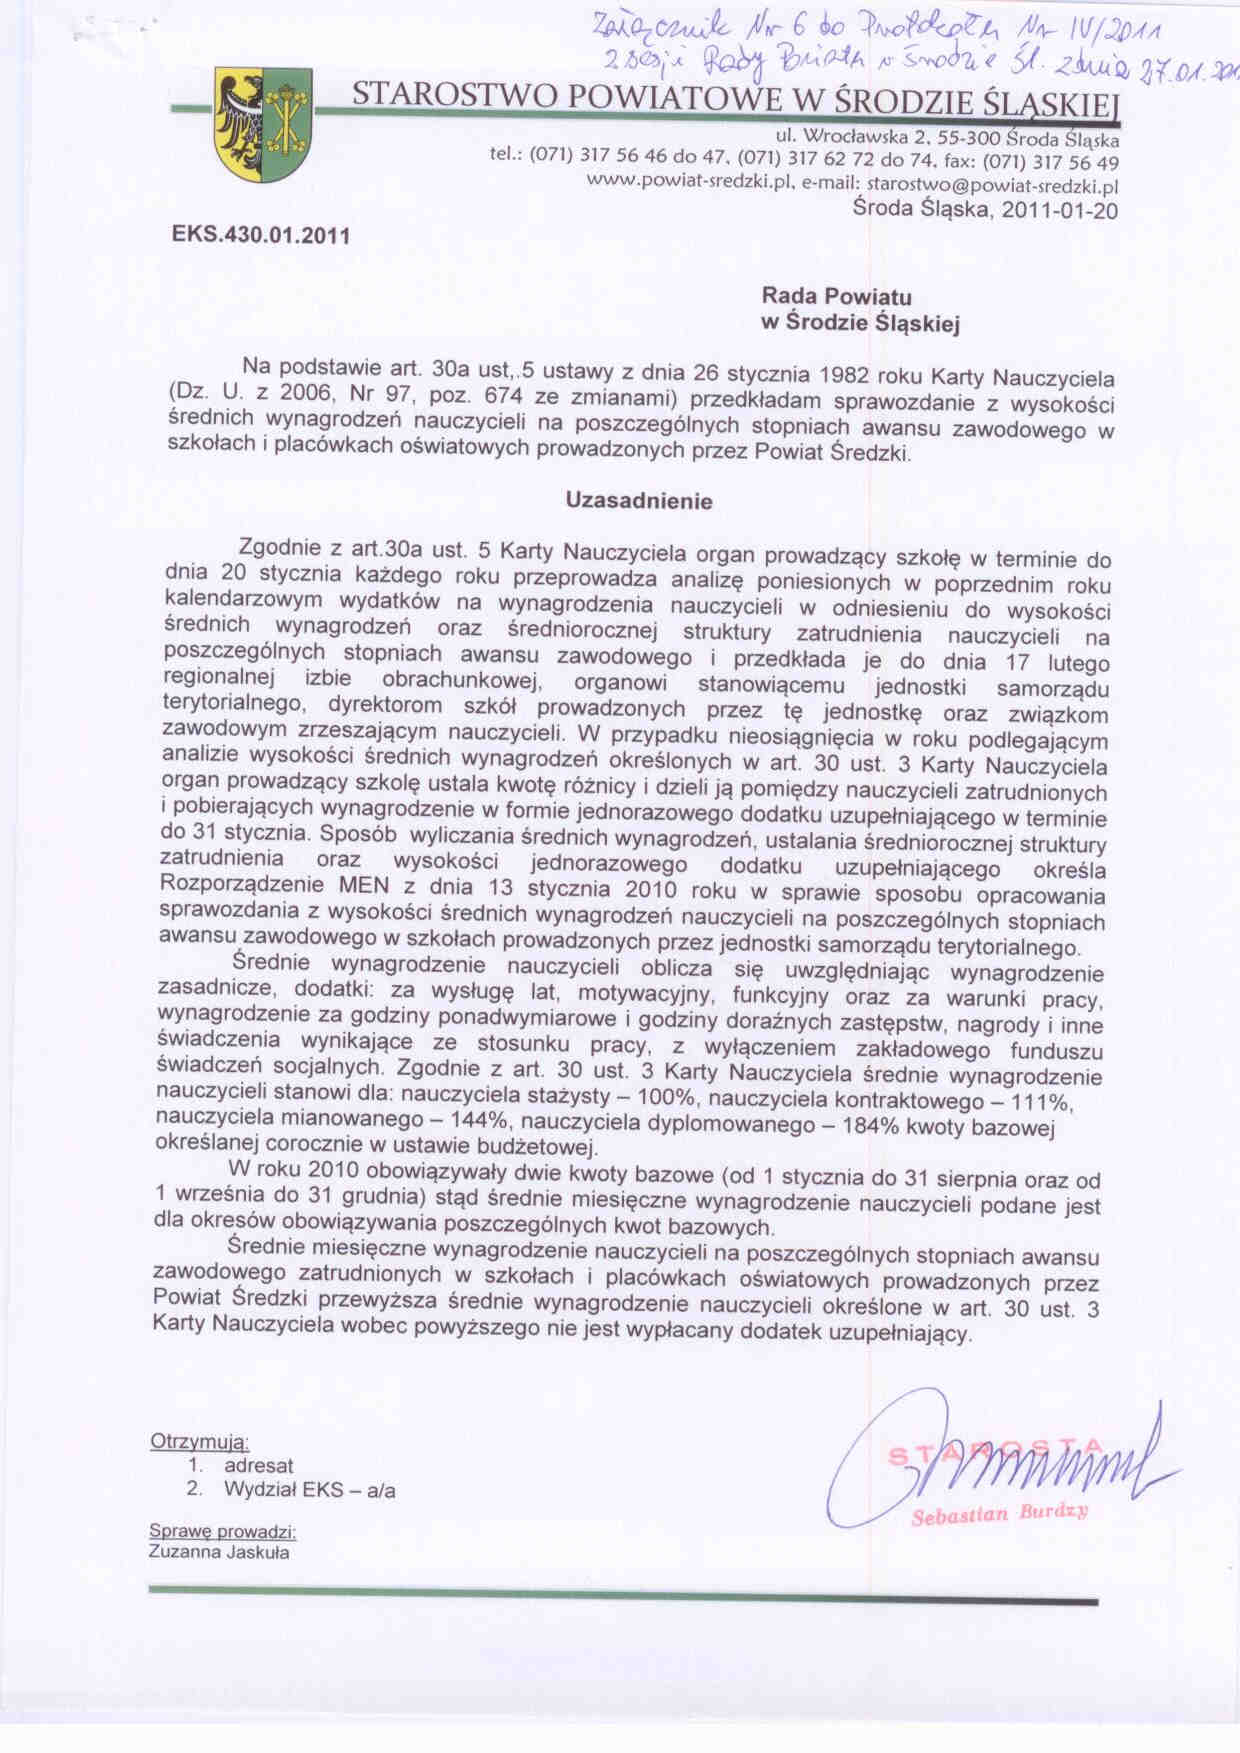 Załącznik Nr 6 do Protokołu Nr IV/2011
z sesji Rady Powiatu w Środzie Śl. z dnia 27.01.201
STAROSTWO POWIATOWE W ŚRODZIE ŚLĄSKIEJ
ul. Wrocławska 2, 55-300 Środa Śląska
tel.: (071) 317 56 46 do 47, (071) 317 62 72 do 74, fax: (071) 317 56 49
www.powiat-sredzki.pl, e-mail: starostwo@powiat-sredzki.pl
Środa Śląska, 2011-01-20
EKS.430.01.2011
Rada Powiatu
w Środzie Śląskiej
Na podstawie art. 30a ust,.5 ustawy z dnia 26 stycznia 1982 roku Karty Nauczyciela
(Dz. U. z 2006, Nr 97, poz. 674 ze zmianami) przedkładam sprawozdanie z wysokości
średnich wynagrodzeń nauczycieli na poszczególnych stopniach awansu zawodowego w
szkołach i placówkach oświatowych prowadzonych przez Powiat Średzki.
Uzasadnienie
Zgodnie z art.30a ust. 5 Karty Nauczyciela organ prowadzący szkołę w terminie do
dnia 20 stycznia każdego roku przeprowadza analizę poniesionych w poprzednim roku
kalendarzowym wydatków na wynagrodzenia nauczycieli w odniesieniu do wysokości
średnich wynagrodzeń oraz średniorocznej struktury zatrudnienia nauczycieli na
poszczególnych stopniach awansu zawodowego i przedkłada je do dnia 17 lutego
regionalnej izbie obrachunkowej, organowi stanowiącemu jednostki samorządu
terytorialnego, dyrektorom szkół prowadzonych przez tę jednostkę oraz związkom
zawodowym zrzeszającym nauczycieli. W przypadku nieosiągnięcia w roku podlegającym
analizie wysokości średnich wynagrodzeń określonych w art. 30 ust. 3 Karty Nauczyciela
organ prowadzący szkolę ustala kwotę różnicy i dzieli ją pomiędzy nauczycieli zatrudnionych
i pobierających wynagrodzenie w formie jednorazowego dodatku uzupełniającego w terminie
do 31 stycznia. Sposób wyliczania średnich wynagrodzeń, ustalania średniorocznej struktury
zatrudnienia oraz wysokości jednorazowego dodatku uzupełniającego określa
Rozporządzenie MEN z dnia 13 stycznia 2010 roku w sprawie sposobu opracowania
sprawozdania z wysokości średnich wynagrodzeń nauczycieli na poszczególnych stopniach
awansu zawodowego w szkołach prowadzonych przez jednostki samorządu terytorialnego.
Średnie wynagrodzenie nauczycieli oblicza się uwzględniając wynagrodzenie
zasadnicze, dodatki: za wysługę lat, motywacyjny, funkcyjny oraz za warunki pracy,
wynagrodzenie za godziny ponadwymiarowe i godziny doraźnych zastępstw, nagrody i inne
świadczenia wynikające ze stosunku pracy, z wyłączeniem zakładowego funduszu
świadczeń socjalnych. Zgodnie z art. 30 ust. 3 Karty Nauczyciela średnie wynagrodzenie
nauczycieli stanowi dla: nauczyciela stażysty – 100%, nauczyciela kontraktowego – 111%,
nauczyciela mianowanego – 144%, nauczyciela dyplomowanego – 184% kwoty bazowej
określanej corocznie w ustawie budżetowej.
W roku 2010 obowiązywały dwie kwoty bazowe (od 1 stycznia do 31 sierpnia oraz od
1 września do 31 grudnia) stąd średnie miesięczne wynagrodzenie nauczycieli podane jest
dla okresów obowiązywania poszczególnych kwot bazowych.
Średnie miesięczne wynagrodzenie nauczycieli na poszczególnych stopniach awansu
zawodowego zatrudnionych w szkołach i placówkach oświatowych prowadzonych przez
Powiat Średzki przewyższa średnie wynagrodzenie nauczycieli określone w art. 30 ust. 3
Karty Nauczyciela wobec powyższego nie jest wypłacany dodatek uzupełniający.
Otrzymują:
1. adresat
2. Wydział EKS – a/a
STAROSTA
Sebastian Burdzy
Sprawę prowadzi:
Zuzanna Jaskuła